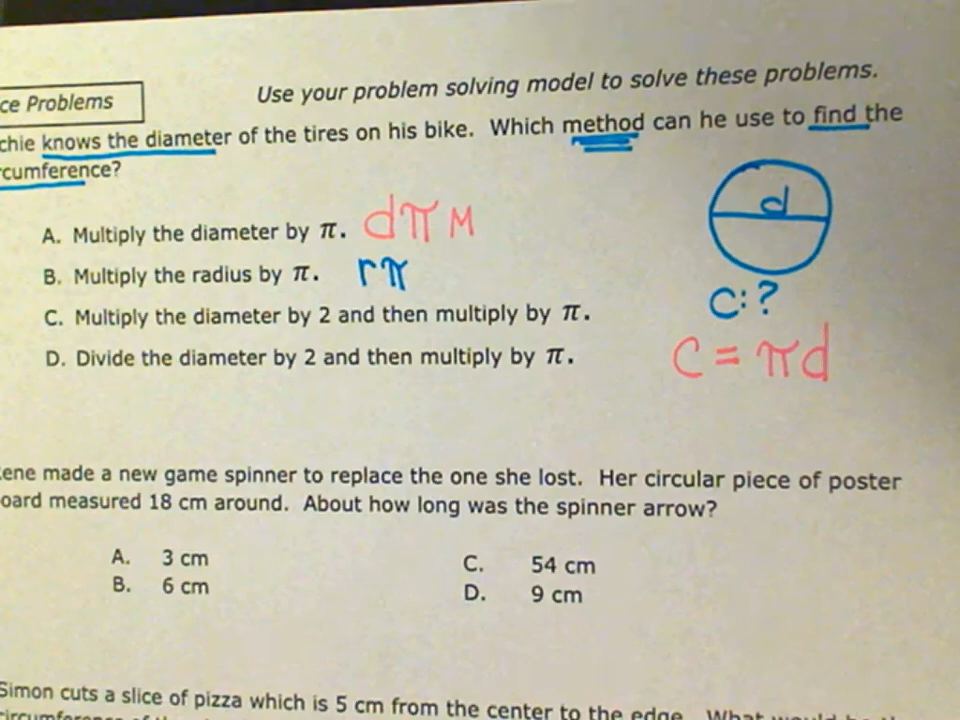 ce Problems
Use your problem solving model to solve these problems.
chie knows the diameter of the tires on his bike. Which method can he use to find the
rcumference?
A. Multiply the diameter by π. dπ M
B. Multiply the radius by π. rπ
C. Multiply the diameter by 2 and then multiply by π.
D. Divide the diameter by 2 and then multiply by π.
d
C: ?
C = πd
ene made a new game spinner to replace the one she lost. Her circular piece of poster
oard measured 18 cm around. About how long was the spinner arrow?
A. 3 cm
B. 6 cm
C. 54 cm
D. 9 cm
Simon cuts a slice of pizza which is 5 cm from the center to the edge. What would